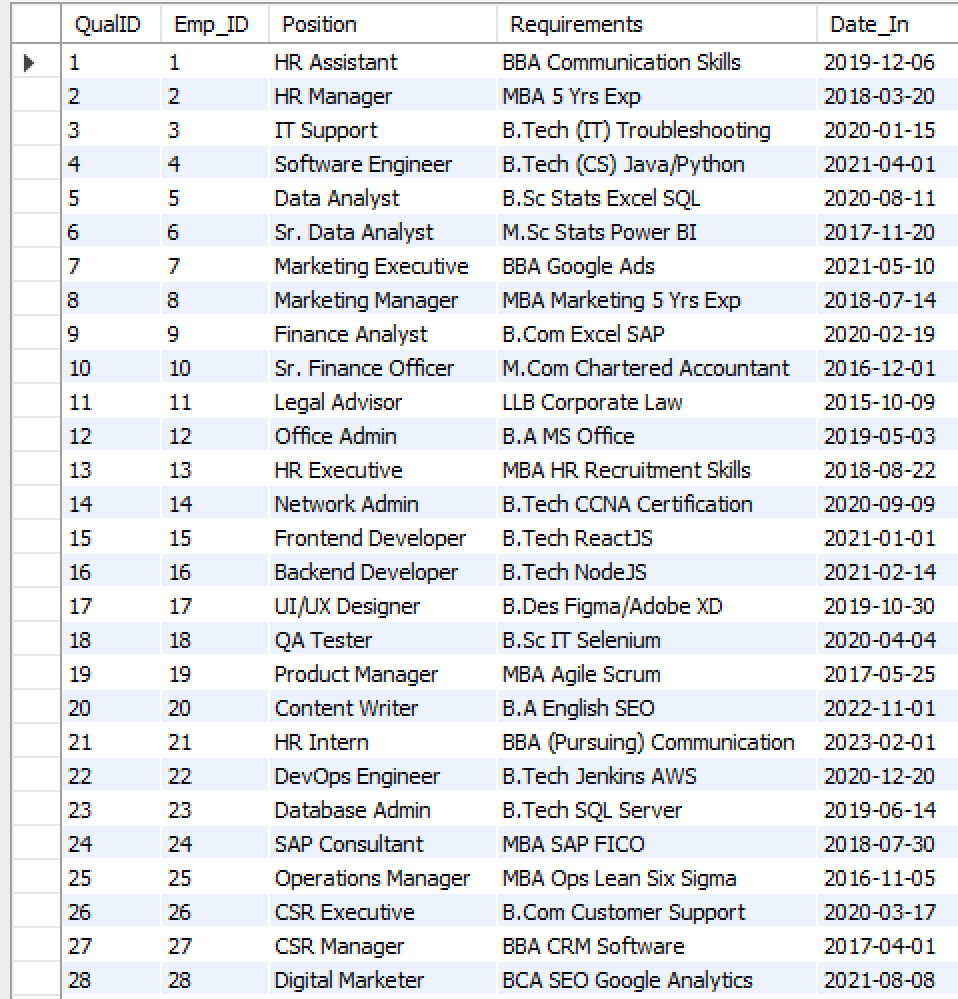 QualID Emp_ID Position Requirements Date_In
1 1 HR Assistant BBA Communication Skills 2019-12-06
2 2 HR Manager MBA 5 Yrs Exp 2018-03-20
3 3 IT Support B.Tech (IT) Troubleshooting 2020-01-15
4 4 Software Engineer B.Tech (CS) Java/Python 2021-04-01
5 5 Data Analyst B.Sc Stats Excel SQL 2020-08-11
6 6 Sr. Data Analyst M.Sc Stats Power BI 2017-11-20
7 7 Marketing Executive BBA Google Ads 2021-05-10
8 8 Marketing Manager MBA Marketing 5 Yrs Exp 2018-07-14
9 9 Finance Analyst B.Com Excel SAP 2020-02-19
10 10 Sr. Finance Officer M.Com Chartered Accountant 2016-12-01
11 11 Legal Advisor LLB Corporate Law 2015-10-09
12 12 Office Admin B.A MS Office 2019-05-03
13 13 HR Executive MBA HR Recruitment Skills 2018-08-22
14 14 Network Admin B.Tech CCNA Certification 2020-09-09
15 15 Frontend Developer B.Tech ReactJS 2021-01-01
16 16 Backend Developer B.Tech NodeJS 2021-02-14
17 17 UI/UX Designer B.Des Figma/Adobe XD 2019-10-30
18 18 QA Tester B.Sc IT Selenium 2020-04-04
19 19 Product Manager MBA Agile Scrum 2017-05-25
20 20 Content Writer B.A English SEO 2022-11-01
21 21 HR Intern BBA (Pursuing) Communication 2023-02-01
22 22 DevOps Engineer B.Tech Jenkins AWS 2020-12-20
23 23 Database Admin B.Tech SQL Server 2019-06-14
24 24 SAP Consultant MBA SAP FICO 2018-07-30
25 25 Operations Manager MBA Ops Lean Six Sigma 2016-11-05
26 26 CSR Executive B.Com Customer Support 2020-03-17
27 27 CSR Manager BBA CRM Software 2017-04-01
28 28 Digital Marketer BCA SEO Google Analytics 2021-08-08